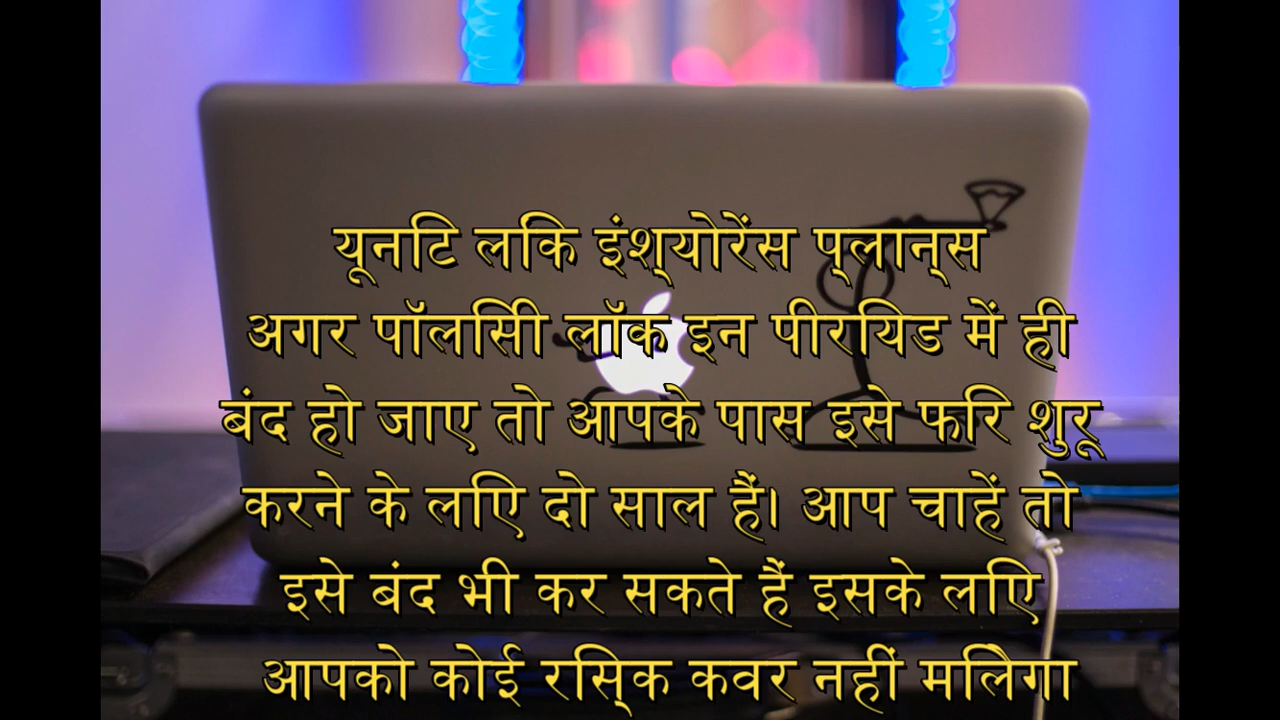 यूनटि लकि इंश्योरेंस प्लान्स
अगर पॉलसिी लॉक इन पीरयिड में ही
बंद हो जाए तो आपके पास इसे फरि शुरू
करने के लएि दो साल हैं। आप चाहें तो
इसे बंद भी कर सकते हैं इसके लएि
आपको कोई रसि्क कवर नहीं मलिेगा